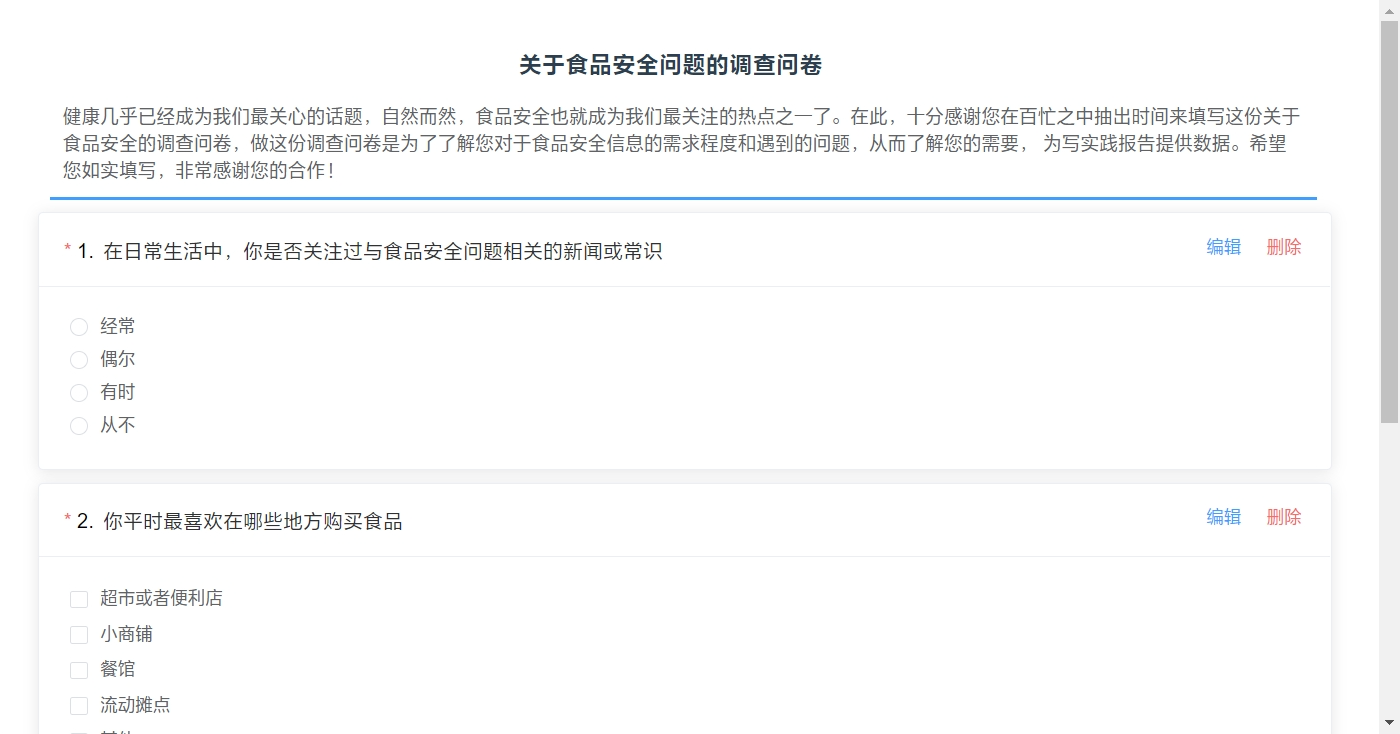 关于食品安全问题的调查问卷
健康几乎已经成为我们最关心的话题，自然而然，食品安全也就成为我们最关注的热点之一了。在此，十分感谢您在百忙之中抽出时间来填写这份关于
食品安全的调查问卷，做这份调查问卷是为了了解您对于食品安全信息的需求程度和遇到的问题，从而了解您的需要， 为写实践报告提供数据。希望
您如实填写，非常感谢您的合作！
* 1. 在日常生活中，你是否关注过与食品安全问题相关的新闻或常识 编辑 删除
经常
偶尔
有时
从不
* 2. 你平时最喜欢在哪些地方购买食品 编辑 删除
超市或者便利店
小商铺
餐馆
流动摊点